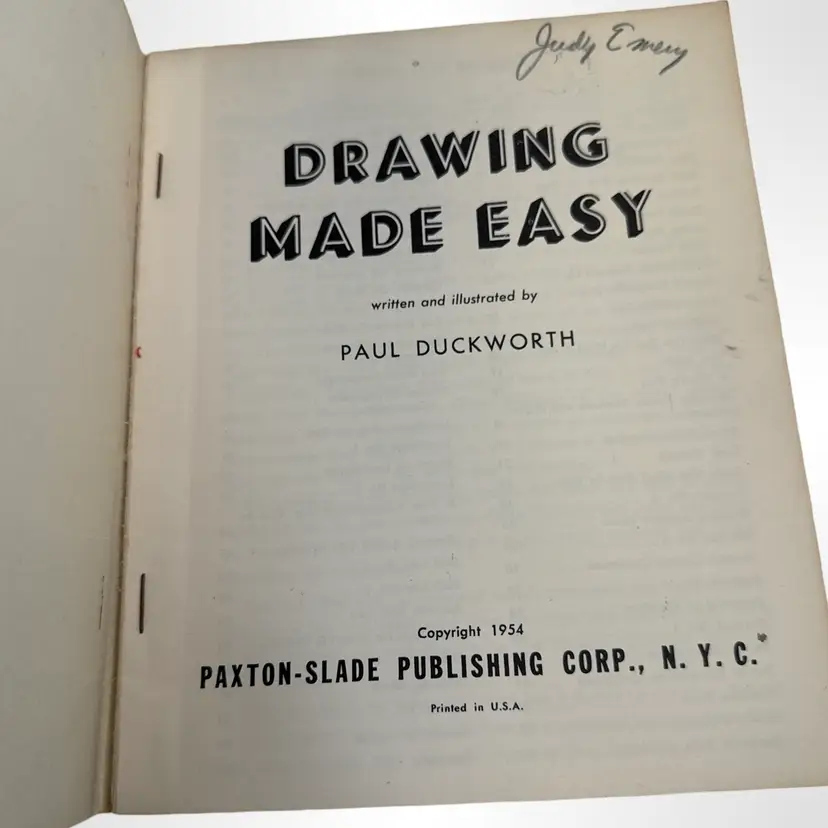 Judy Emery
DRAWING
MADE EASY
written and illustrated by
PAUL DUCKWORTH
Copyright 1954
PAXTON-SLADE PUBLISHING CORP., N. Y. C.
Printed in U.S.A.